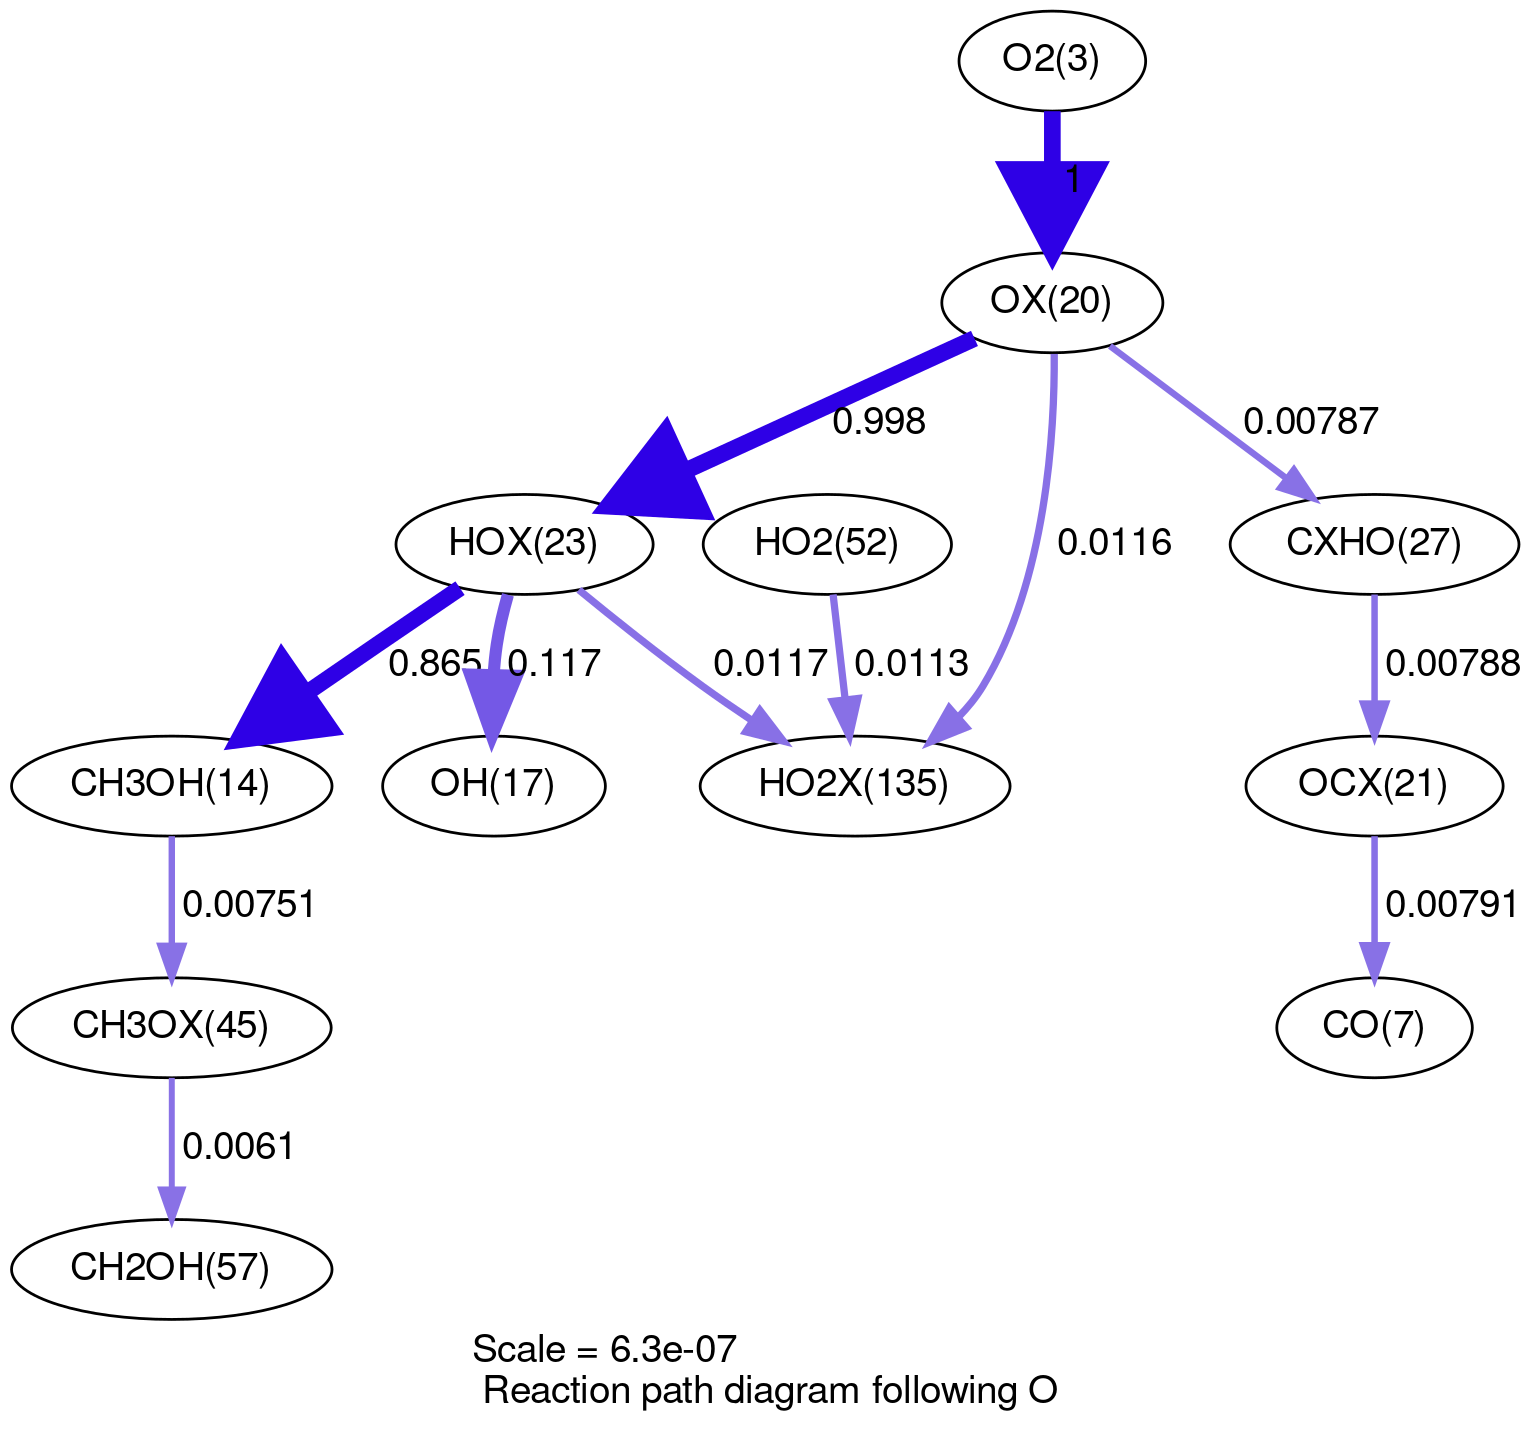 O2(3)
1
OX(20)
0.998
0.00787
HOX(23)
HO2(52)
0.0116
CXHO(27)
0.865
0.117
0.0117
0.0113
0.00788
CH3OH(14)
OH(17)
HO2X(135)
OCX(21)
0.00751
0.00791
CH3OX(45)
CO(7)
0.0061
CH2OH(57)
Scale = 6.3e-07
Reaction path diagram following O